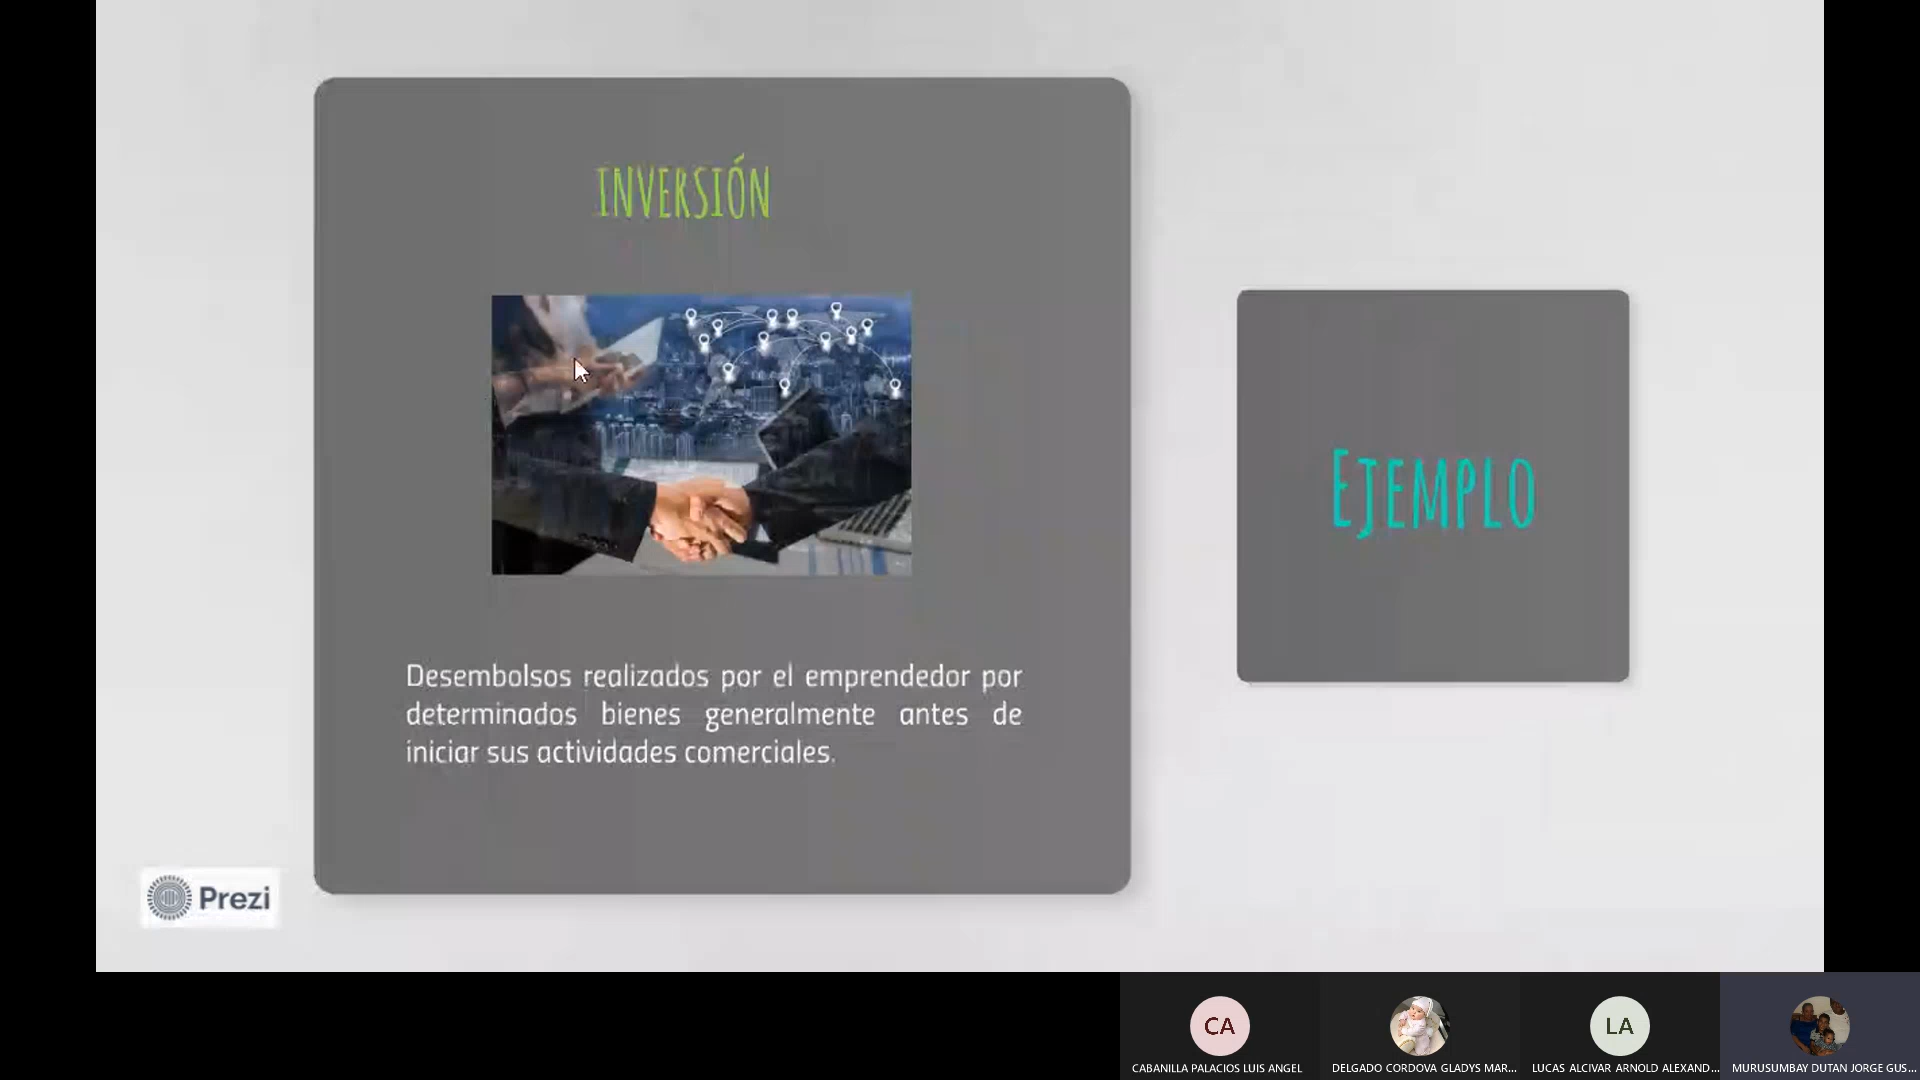 INVERSIÓN
Desembolsos realizados por el emprendedor por
determinados bienes generalmente antes de
iniciar sus actividades comerciales.
EJEMPLO
Prezi
CA
LA
CABANILLA PALACIOS LUIS ANGEL
DELGADO CORDOVA GLADYS MAR...
LUCAS ALCIVAR ARNOLD ALEXAND...
MURUSUMBAY DUTAN JORGE GUS...